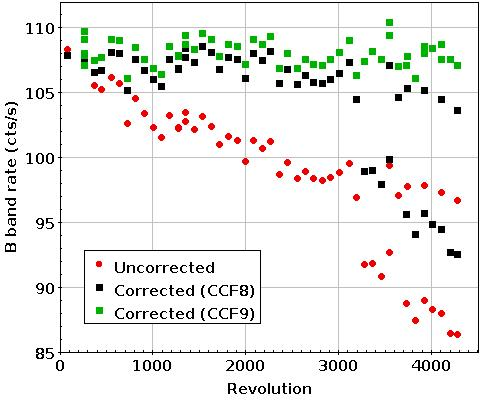 110
105
100
95
90
85
B band rate (cts/s)
Uncorrected
Corrected (CCF8)
Corrected (CCF9)
0
1000
2000
3000
4000
Revolution